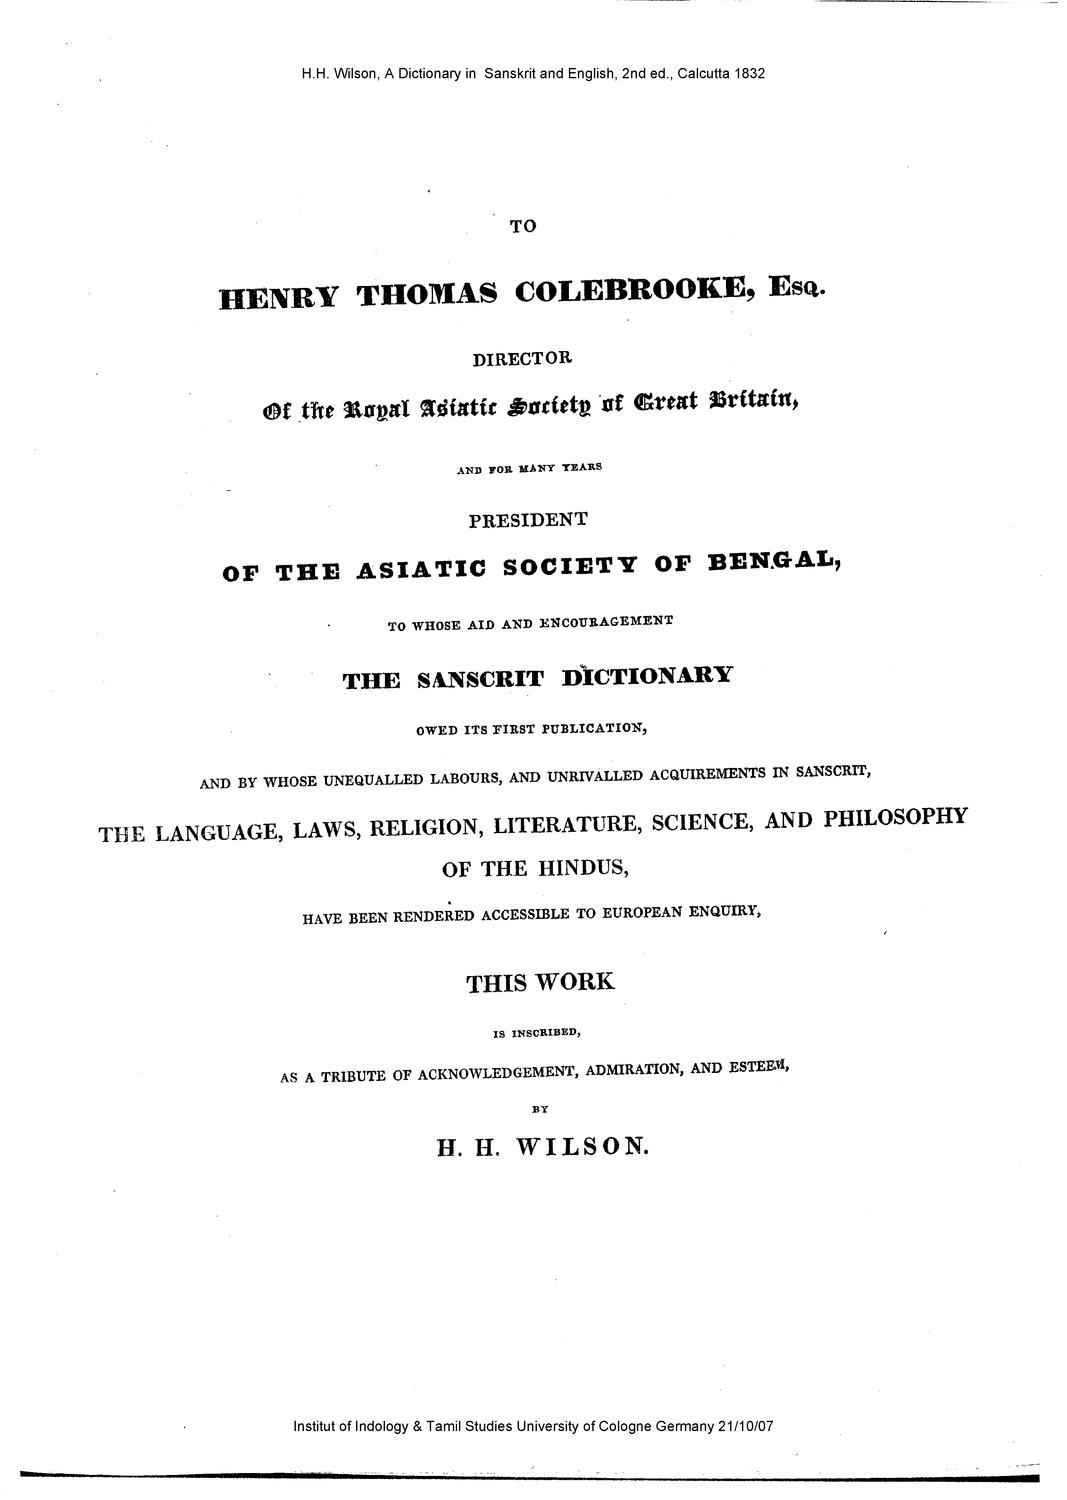 H.H. Wilson, A Dictionary in Sanskrit and English, 2nd ed., Calcutta 1832
TO
HENRY THOMAS COLEBROOKE, Esq.
DIRECTOR
Of the Royal Asiatic Society of Great Britain,
AND FOR MANY YEARS
PRESIDENT
OF THE ASIATIC SOCIETY OF BENGAL,
TO WHOSE AID AND ENCOURAGEMENT
THE SANSCRIT DICTIONARY
OWED ITS FIRST PUBLICATION,
AND BY WHOSE UNEQUALLED LABOURS, AND UNRIVALLED ACQUIREMENTS IN SANSCRIT,
THE LANGUAGE, LAWS, RELIGION, LITERATURE, SCIENCE, AND PHILOSOPHY
OF THE HINDUS,
HAVE BEEN RENDERED ACCESSIBLE TO EUROPEAN ENQUIRY,
THIS WORK
IS INSCRIBED,
AS A TRIBUTE OF ACKNOWLEDGEMENT, ADMIRATION, AND ESTEEM,
BY
H. H. WILSON.
Institut of Indology & Tamil Studies University of Cologne Germany 21/10/07